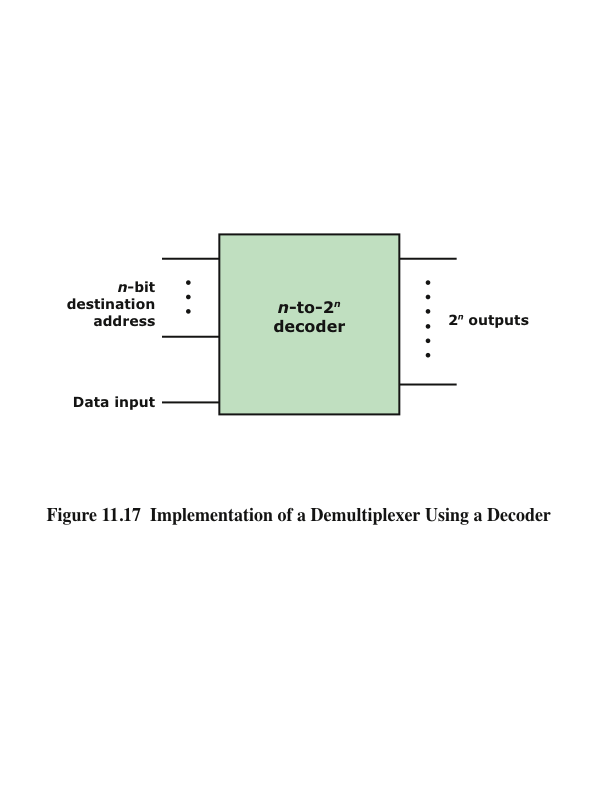 n-bit
destination
address
Data input
n-to-2ⁿ
decoder
2ⁿ outputs
Figure 11.17 Implementation of a Demultiplexer Using a Decoder